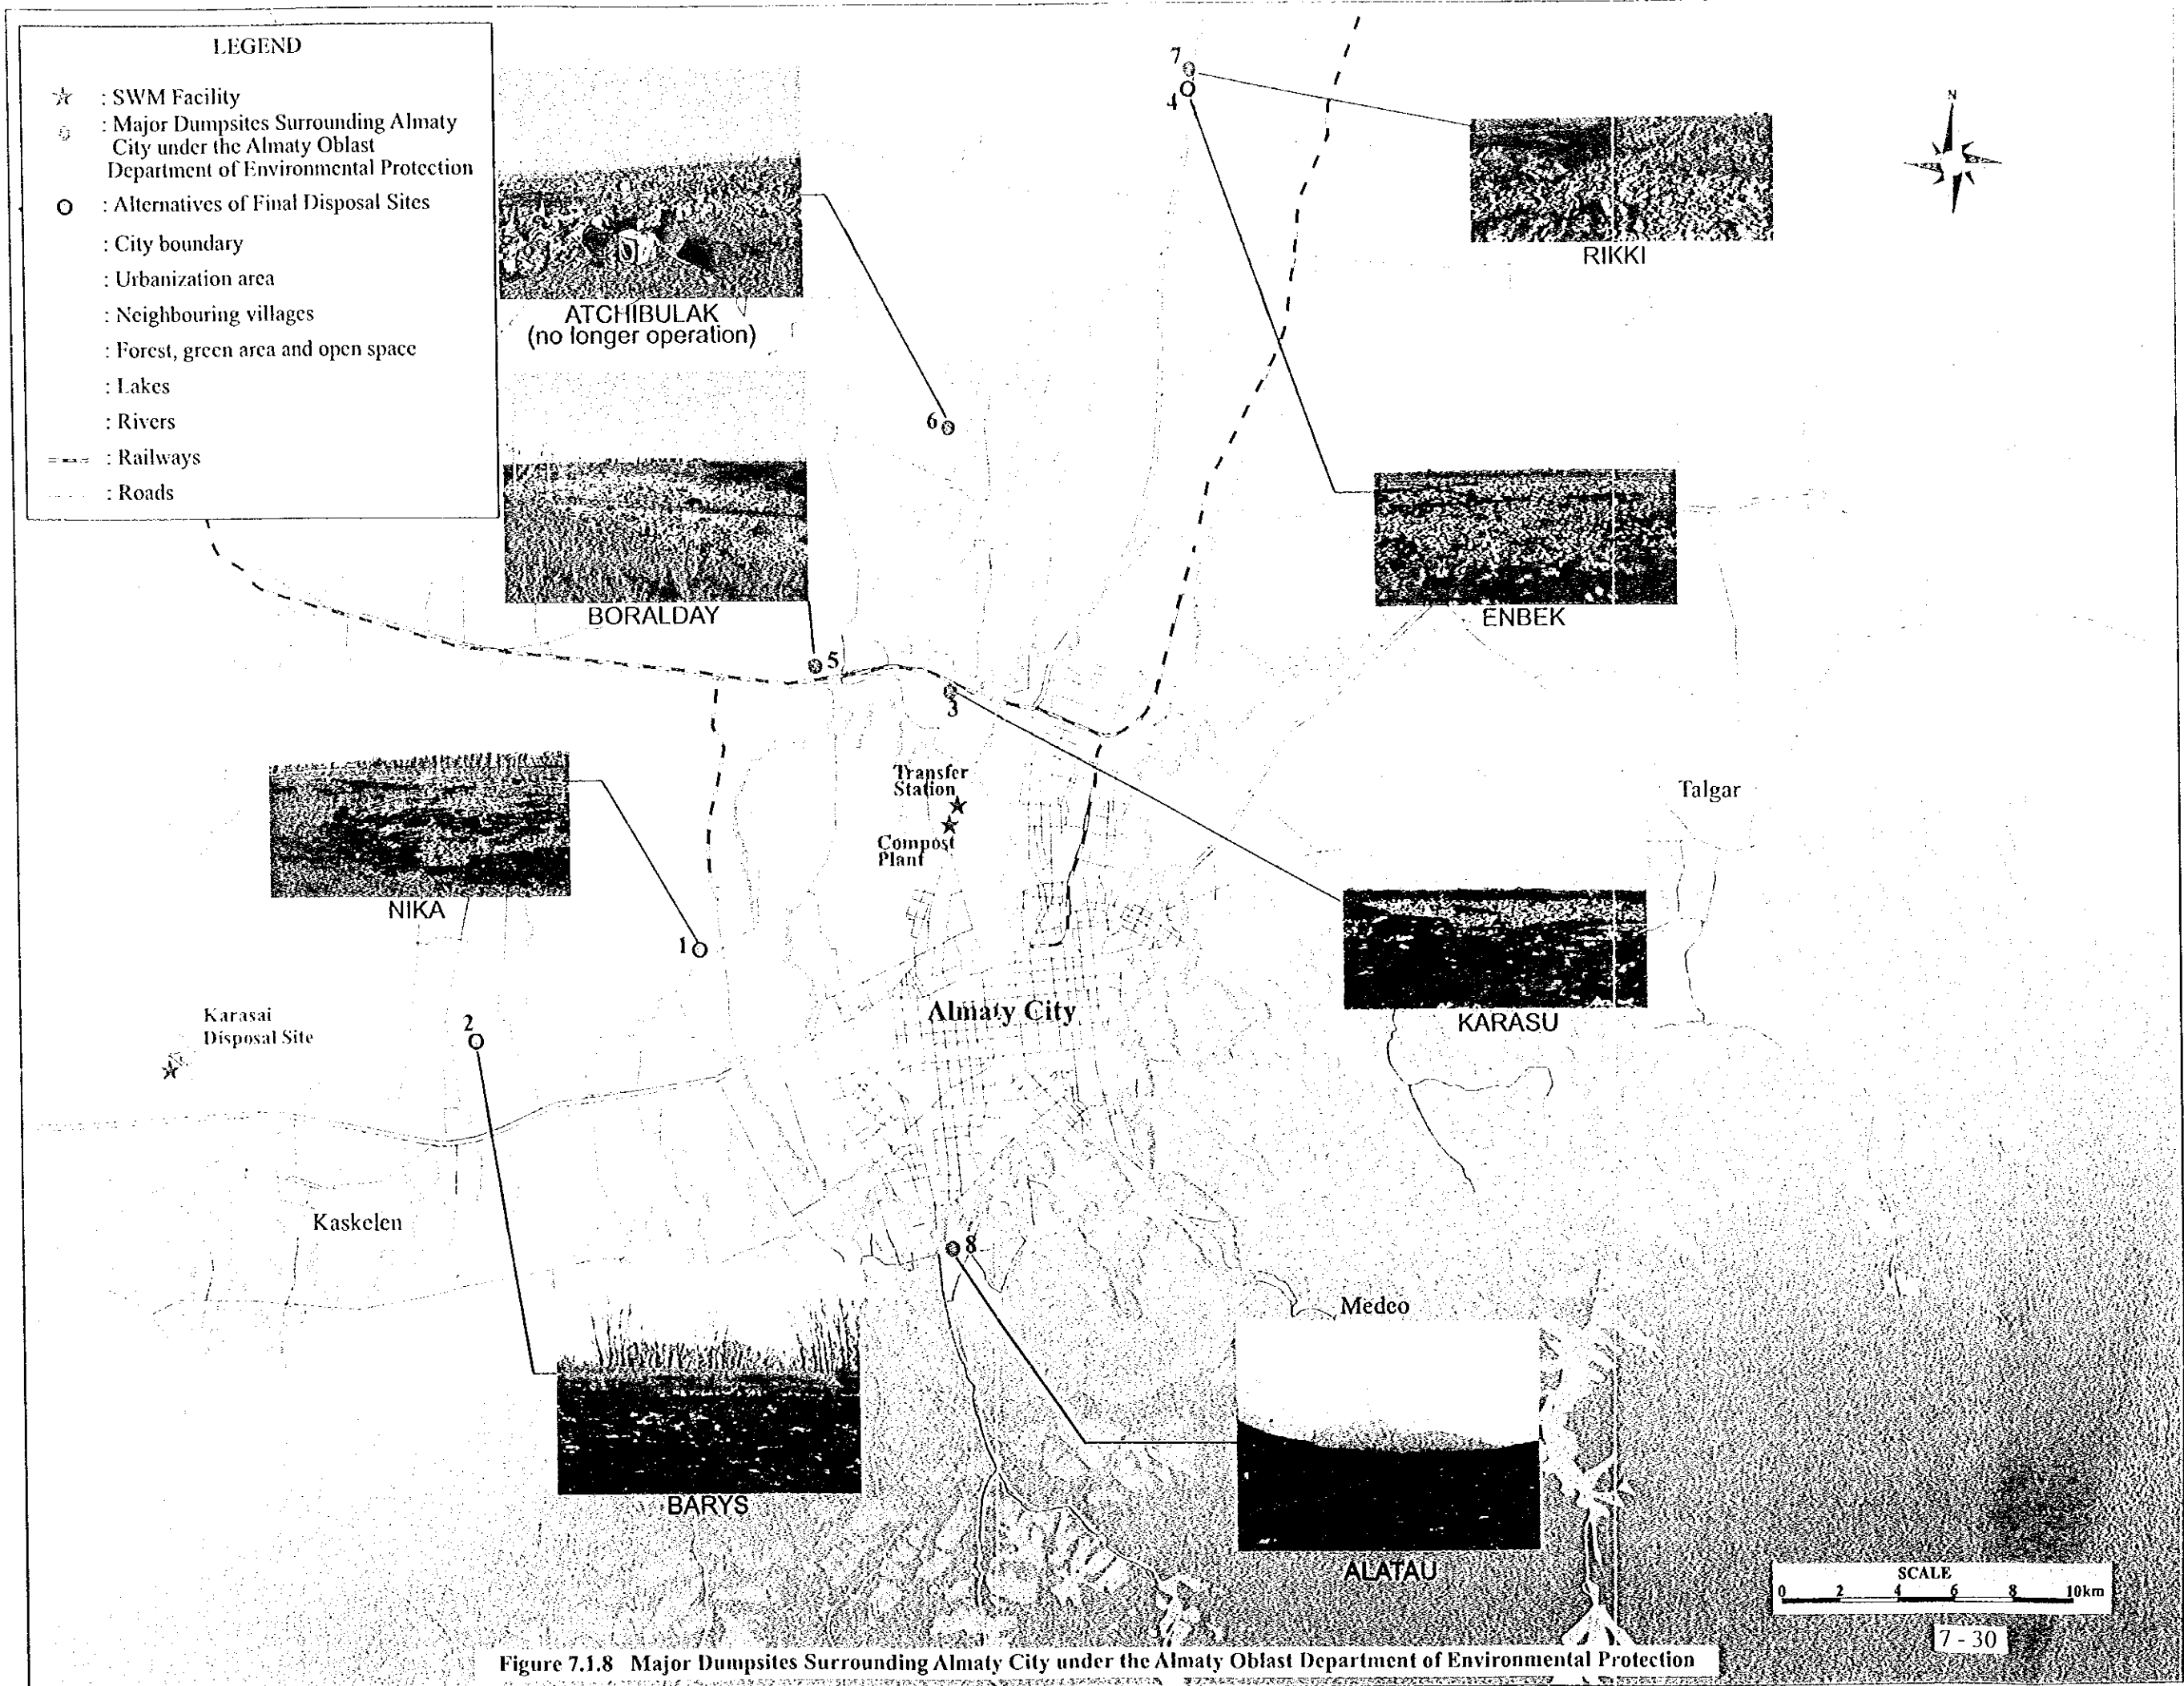 LEGEND
: SWM Facility
: Major Dumpsites Surrounding Almaty
City under the Almaty Oblast
Department of Environmental Protection
: Alternatives of Final Disposal Sites
: City boundary
: Urbanization area
: Neighbouring villages
: Forest, green area and open space
: Lakes
: Rivers
: Railways
: Roads
7
4
N
RIKKI
ATCHIBULAK
(no longer operation)
6
BORALDAY
ENBEK
5
3
Transfer
Station
Compost
Plant
Talgar
NIKA
1
Almaty City
KARASU
Karasai
Disposal Site
2
Kaskelen
8
Medeo
BARYS
ALATAU
SCALE
0 2 4 6 8 10km
7 - 30
Figure 7.1.8 Major Dumpsites Surrounding Almaty City under the Almaty Oblast Department of Environmental Protection